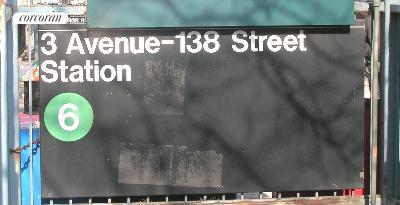 corcoran
3 Avenue-138 Street
Station
6